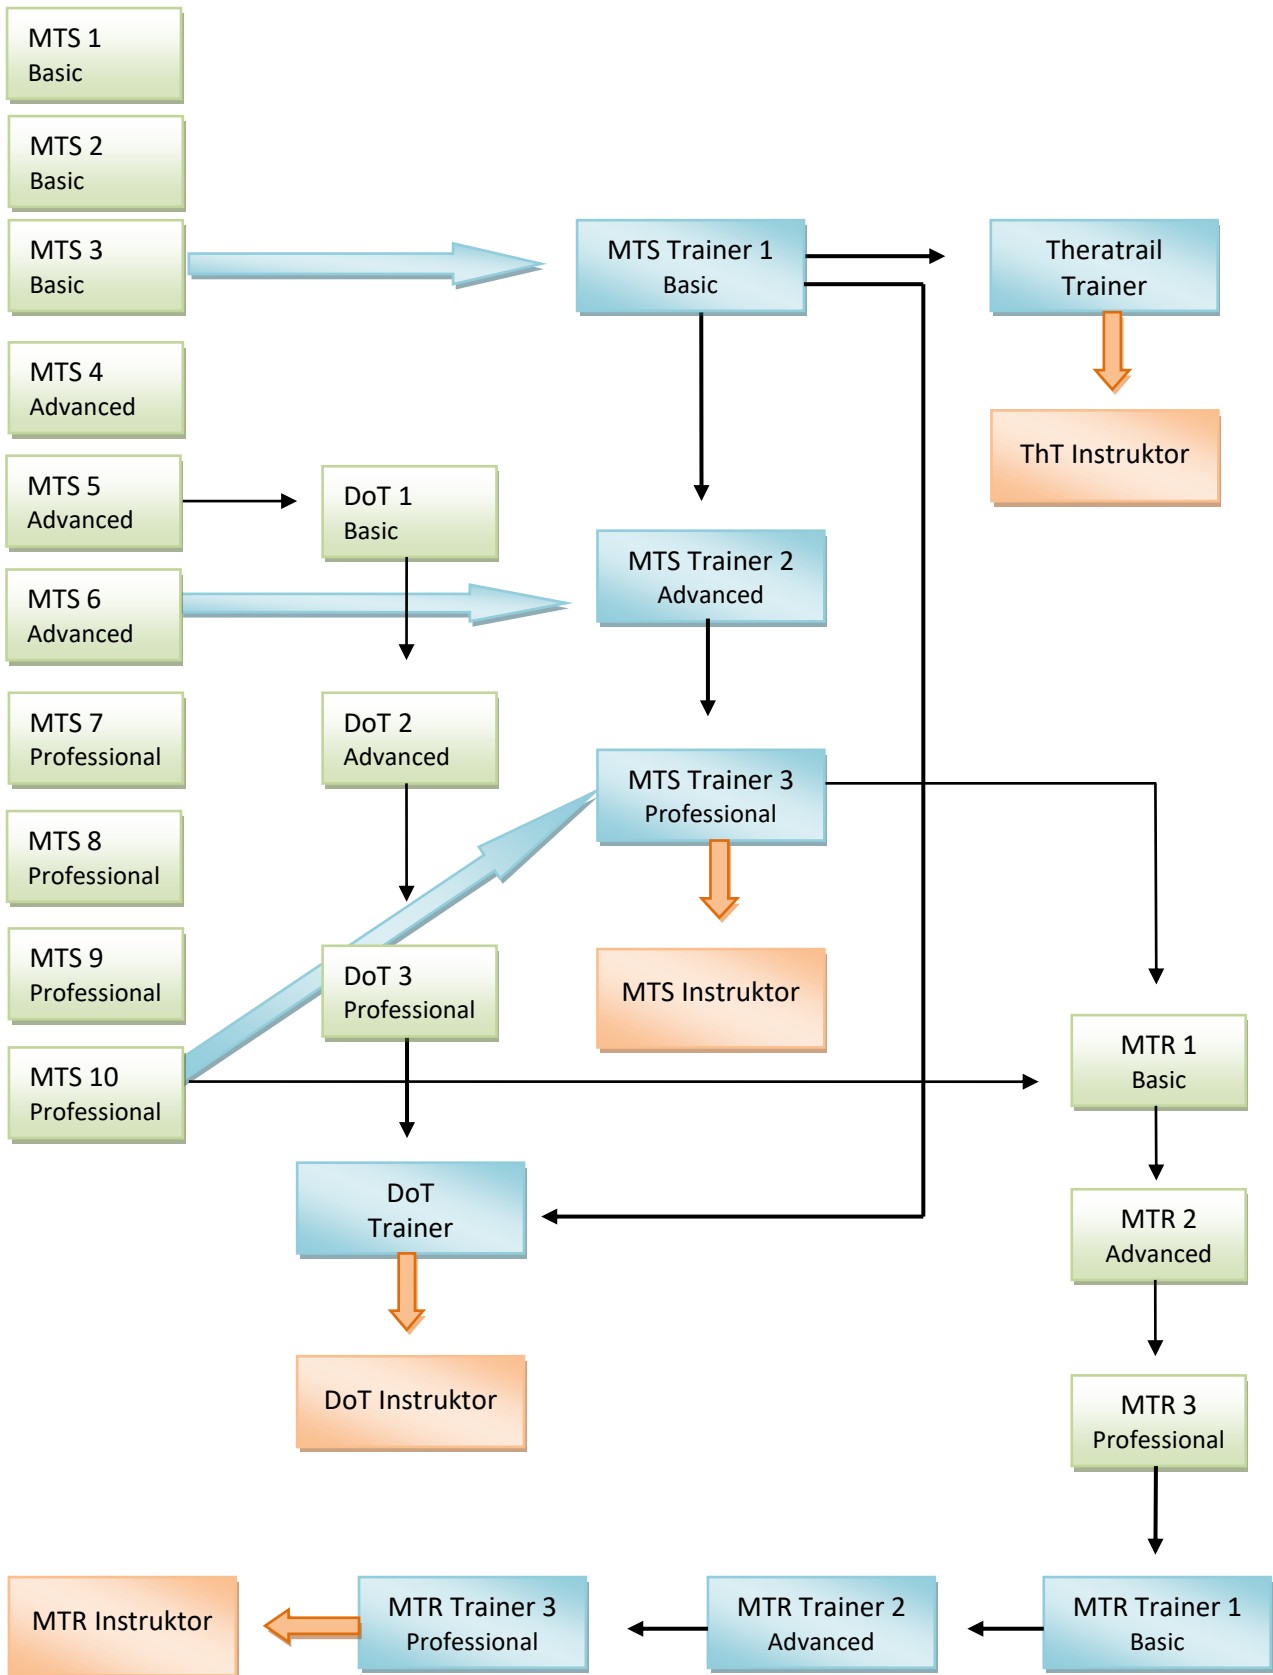 MTS 1
Basic
MTS 2
Basic
MTS 3
Basic
MTS Trainer 1
Basic
Theratrail
Trainer
MTS 4
Advanced
ThT Instruktor
MTS 5
Advanced
DoT 1
Basic
MTS Trainer 2
Advanced
MTS 6
Advanced
MTS 7
Professional
DoT 2
Advanced
MTS Trainer 3
Professional
MTS 8
Professional
MTS 9
Professional
DoT 3
Professional
MTS Instruktor
MTS 10
Professional
MTR 1
Basic
DoT
Trainer
MTR 2
Advanced
DoT Instruktor
MTR 3
Professional
MTR Instruktor
MTR Trainer 3
Professional
MTR Trainer 2
Advanced
MTR Trainer 1
Basic